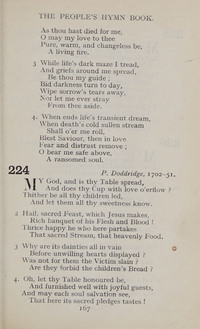 THE PEOPLE'S HYMN BOOK.
As thou hast died for me,
O may my love to thee
Pure, warm, and changeless be,
A living fire.
3 While life's dark maze I tread,
And griefs around me spread,
Be thou my guide;
Bid darkness turn to day,
Wipe sorrow's tears away,
Nor let me ever stray
From thee aside.
4. When ends life's transient dream,
When death's cold sullen stream
Shall o'er me roll,
Blest Saviour, then in love
Fear and distrust remove;
O bear me safe above,
A ransomed soul.
224
P. Doddridge, 1702-51.
MY God, and is thy Table spread,
And does thy Cup with love o'erflow?
Thither be all thy children led,
And let them all thy sweetness know.
2 Hail, sacred Feast, which Jesus makes,
Rich banquet of his Flesh and Blood!
Thrice happy he who here partakes
That sacred Stream, that heavenly Food.
3 Why are its dainties all in vain
Before unwilling hearts displayed?
Was not for them the Victim slain?
Are they forbid the children's Bread?
4. Oh, let thy Table honoured be,
And furnished well with joyful guests,
And may each soul salvation see,
That here its sacred pledges tastes!
167